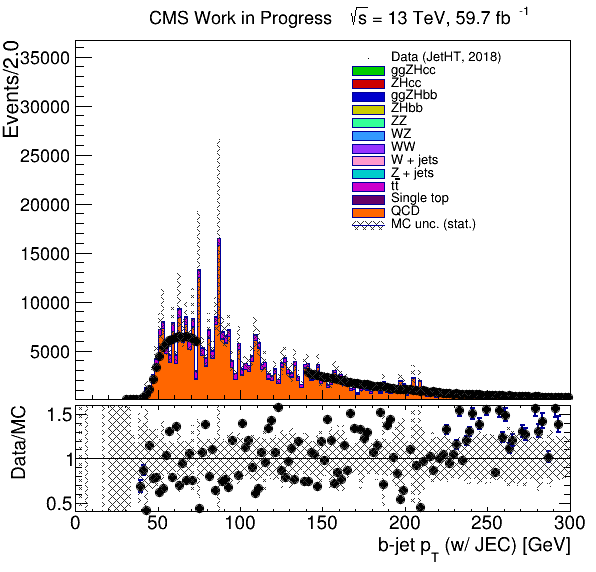 CMS Work in Progress √s = 13 TeV, 59.7 fb -1
Events/2.0
35000
30000
25000
20000
15000
10000
5000
Data (JetHT, 2018)
ggZHcc
ZHcc
ggZHbb
ZHbb
ZZ
WZ
WW
W + jets
Z + jets
tt̄
Single top
QCD
MC unc. (stat.)
Data/MC
1.5
1
0.5
0 50 100 150 200 250 300
b-jet pT (w/ JEC) [GeV]